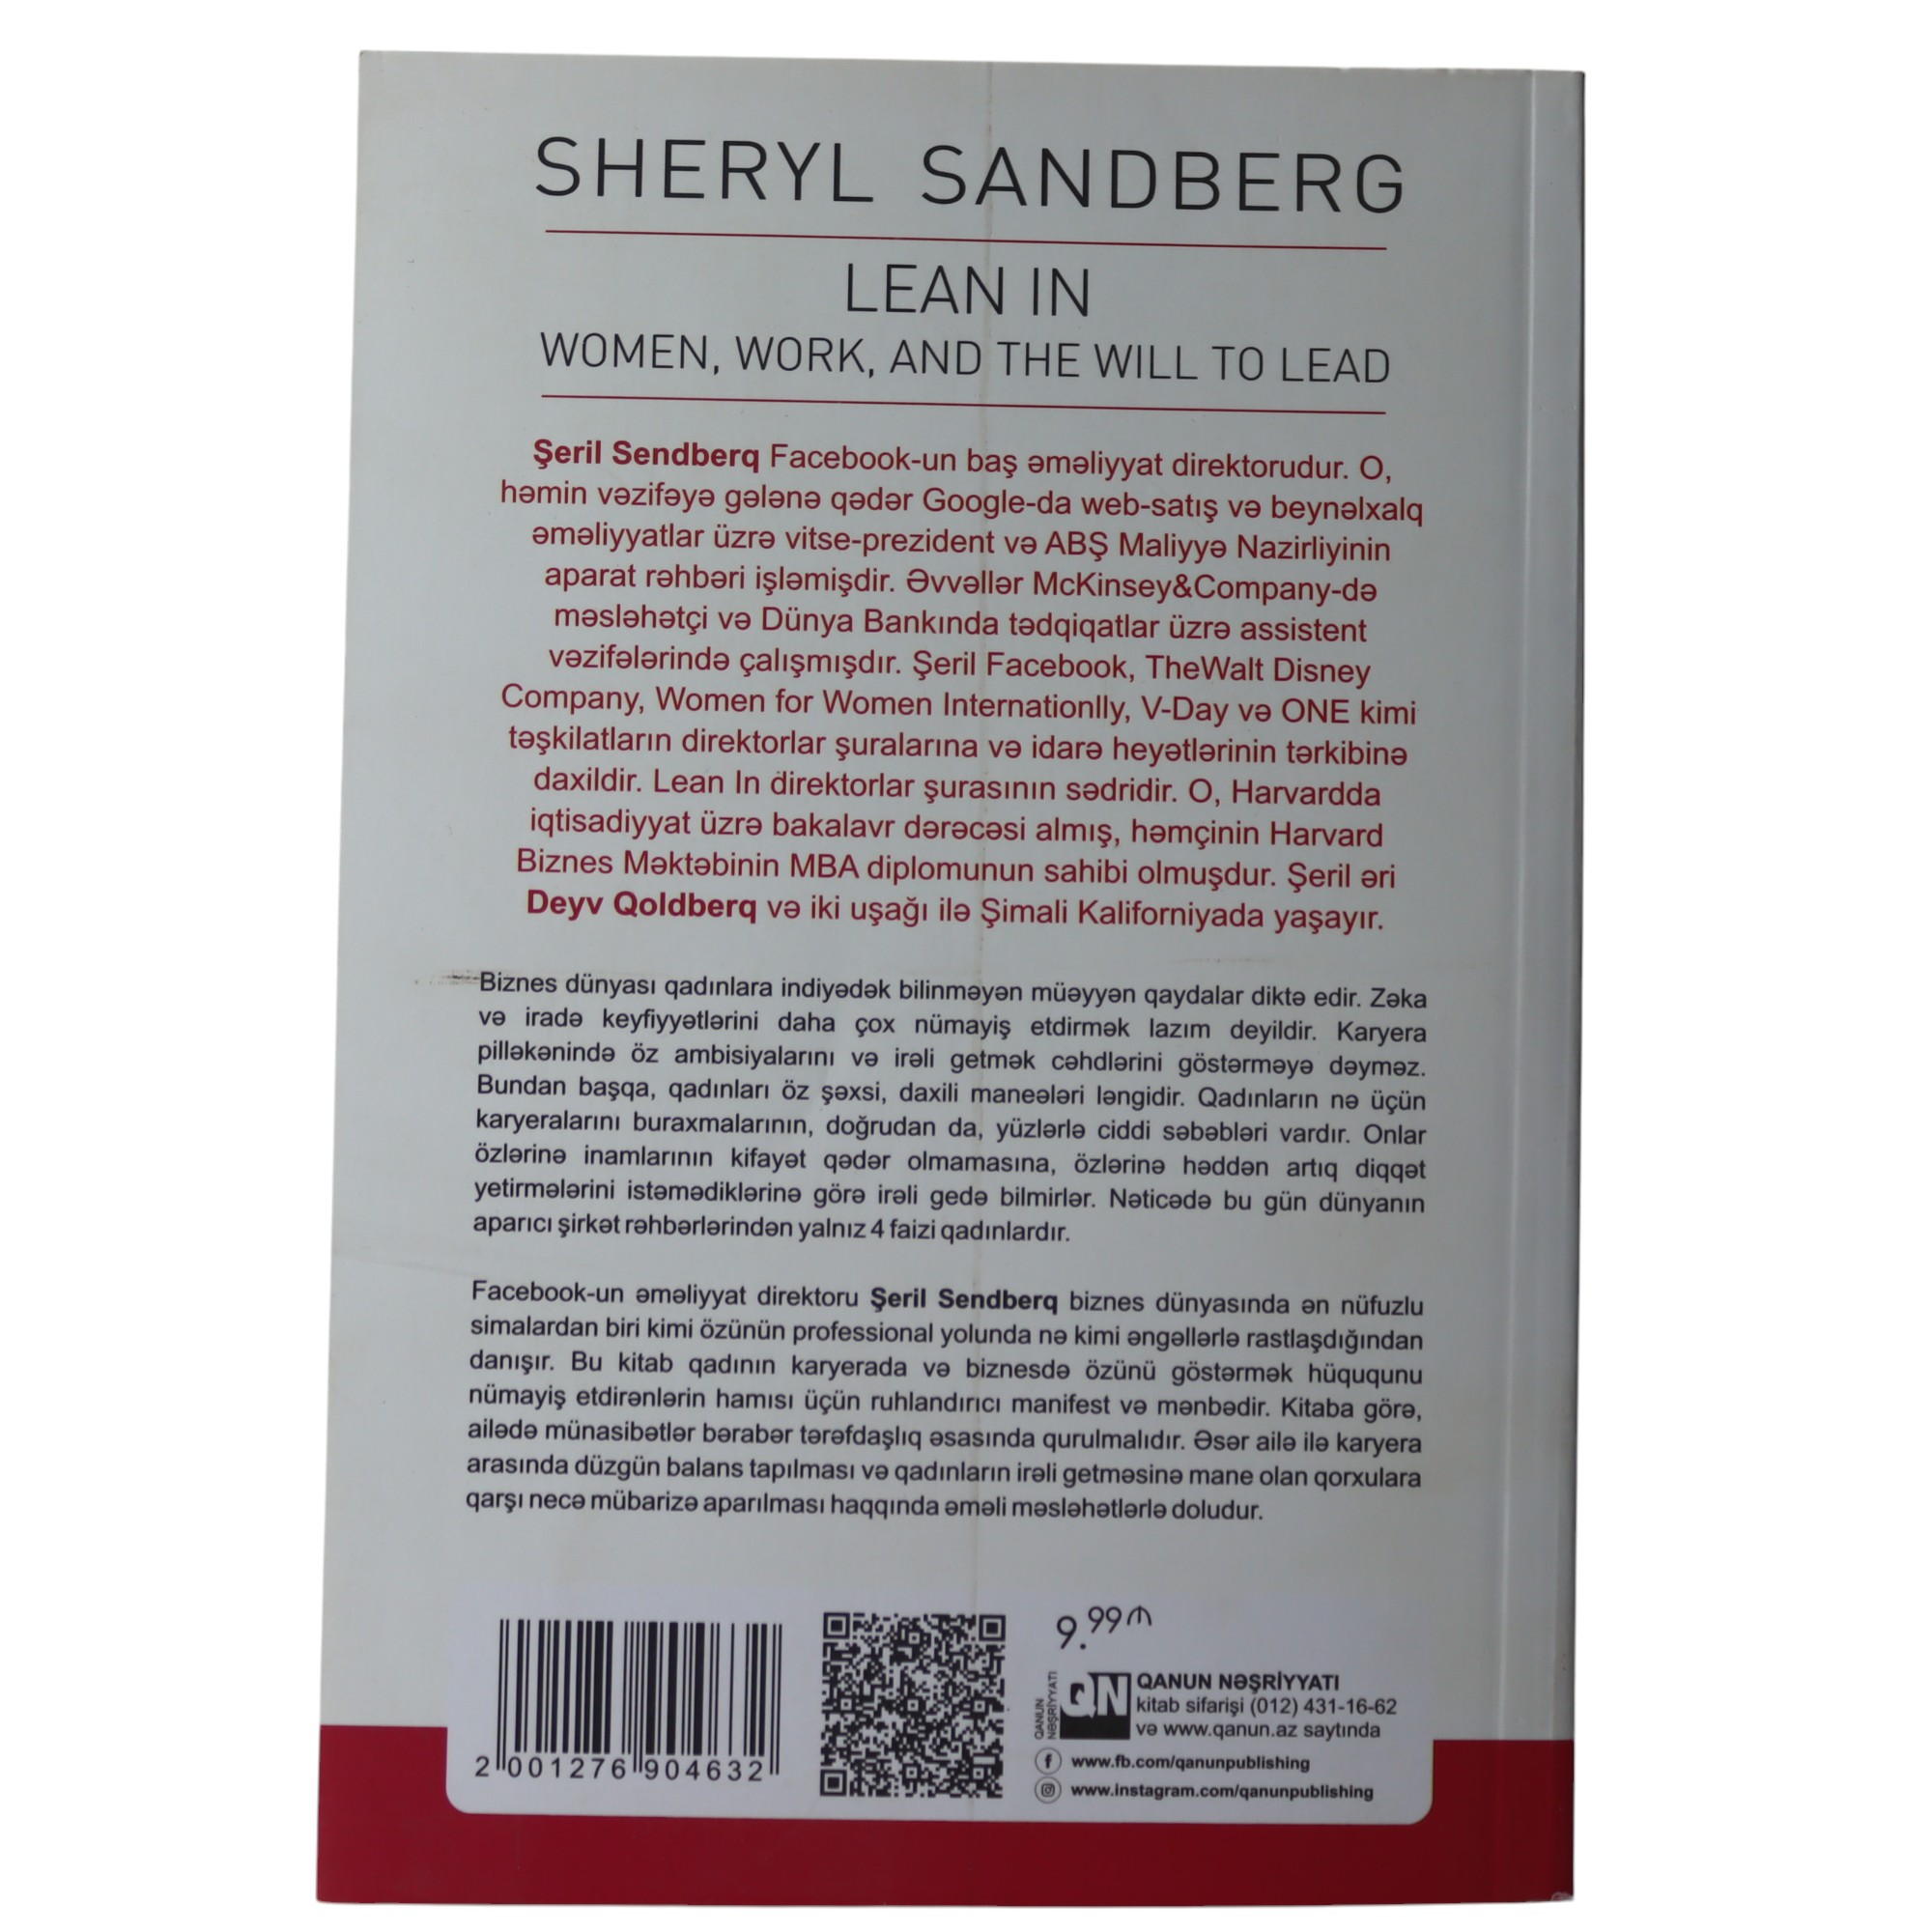 SHERYL SANDBERG
LEAN IN
WOMEN, WORK, AND THE WILL TO LEAD
Şeril Sendberq Facebook-un baş əməliyyat direktorudur. O,
həmin vəzifəyə gələnə qədər Google-da web-satış və beynəlxalq
əməliyyatlar üzrə vitse-prezident və ABŞ Maliyyə Nazirliyinin
aparat rəhbəri işləmişdir. Əvvəllər McKinsey&Company-də
məsləhətçi və Dünya Bankında tədqiqatlar üzrə assistent
vəzifələrində çalışmışdır. Şeril Facebook, TheWalt Disney
Company, Women for Women Internationlly, V-Day və ONE kimi
təşkilatların direktorlar şuralarına və idarə heyətlərinin tərkibinə
daxildir. Lean In direktorlar şurasının sədridir. O, Harvardda
iqtisadiyyat üzrə bakalavr dərəcəsi almış, həmçinin Harvard
Biznes Məktəbinin MBA diplomunun sahibi olmuşdur. Şeril əri
Deyv Qoldberq və iki uşağı ilə Şimali Kaliforniyada yaşayır.
Biznes dünyası qadınlara indiyədək bilinməyən müəyyən qaydalar diktə edir. Zəka
və iradə keyfiyyətlərini daha çox nümayiş etdirmək lazım deyildir. Karyera
pilləkənində öz ambisiyalarını və irəli getmək cəhdlərini göstərməyə dəyməz.
Bundan başqa, qadınları öz şəxsi, daxili maneələri ləngidir. Qadınların nə üçün
karyeralarını buraxmalarının, doğrudan da, yüzlərlə ciddi səbəbləri vardır. Onlar
özlərinə inamlarının kifayət qədər olmamasına, özlərinə həddən artıq diqqət
yetirmələrini istəmədiklərinə görə irəli gedə bilmirlər. Nəticədə bu gün dünyanın
aparıcı şirkət rəhbərlərindən yalnız 4 faizi qadınlardır.
Facebook-un əməliyyat direktoru Şeril Sendberq biznes dünyasında ən nüfuzlu
simalardan biri kimi özünün professional yolunda nə kimi əngəllərlə rastlaşdığından
danışır. Bu kitab qadının karyerada və biznesdə özünü göstərmək hüququnu
nümayiş etdirənlərin hamısı üçün ruhlandırıcı manifest və mənbədir. Kitaba görə,
ailədə münasibətlər bərabər tərəfdaşlıq əsasında qurulmalıdır. Əsər ailə ilə karyera
arasında düzgün balans tapılması və qadınların irəli getməsinə mane olan qorxulara
qarşı necə mübarizə aparılması haqqında əməli məsləhətlərlə doludur.
2 001276 904632
9.99 ₼
QANUN NƏŞRİYYATI
QN
QANUN NƏŞRİYYATI
kitab sifarişi (012) 431-16-62
və www.qanun.az saytında
www.fb.com/qanunpublishing
www.instagram.com/qanunpublishing